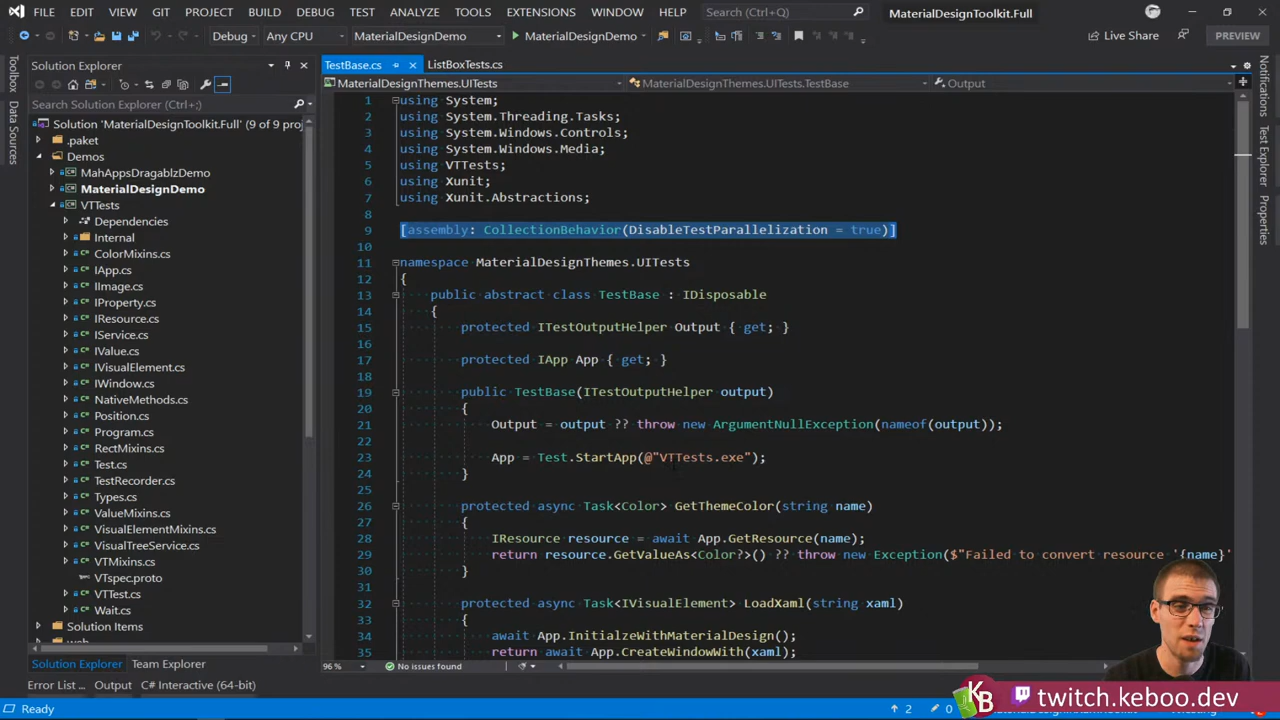 FILE EDIT VIEW GIT PROJECT BUILD DEBUG TEST ANALYZE TOOLS EXTENSIONS WINDOW HELP Search (Ctrl+Q) MaterialDesignToolkit.Full
Debug Any CPU MaterialDesignDemo MaterialDesignDemo Live Share PREVIEW
Toolbox
Data Sources
Solution Explorer
Search Solution Explorer (Ctrl+;)
Solution 'MaterialDesignToolkit.Full' (9 of 9 proj
.paket
Demos
MahAppsDragablzDemo
MaterialDesignDemo
VTTests
Dependencies
Internal
ColorMixins.cs
IApp.cs
IImage.cs
IProperty.cs
IResource.cs
IService.cs
IValue.cs
IVisualElement.cs
IWindow.cs
NativeMethods.cs
Position.cs
Program.cs
RectMixins.cs
Test.cs
TestRecorder.cs
Types.cs
ValueMixins.cs
VisualElementMixins.cs
VisualTreeService.cs
VTMixins.cs
VTspec.proto
VTTest.cs
Wait.cs
Solution Items
Solution Explorer Team Explorer
TestBase.cs ListBoxTests.cs
MaterialDesignThemes.UITests MaterialDesignThemes.UITests.TestBase Output
1 using System;
2 using System.Threading.Tasks;
3 using System.Windows.Controls;
4 using System.Windows.Media;
5 using VTTests;
6 using Xunit;
7 using Xunit.Abstractions;
8
9 [assembly: CollectionBehavior(DisableTestParallelization = true)]
10
11 namespace MaterialDesignThemes.UITests
12 {
13 public abstract class TestBase : IDisposable
14 {
15 protected ITestOutputHelper Output { get; }
16
17 protected IApp App { get; }
18
19 public TestBase(ITestOutputHelper output)
20 {
21 Output = output ?? throw new ArgumentNullException(nameof(output));
22
23 App = Test.StartApp(@"VTTests.exe");
24 }
25
26 protected async Task<Color> GetThemeColor(string name)
27 {
28 IResource resource = await App.GetResource(name);
29 return resource.GetValueAs<Color?>() ?? throw new Exception($"Failed to convert resource '{name}'
30 }
31
32 protected async Task<IVisualElement> LoadXaml(string xaml)
33 {
34 await App.InitialzeWithMaterialDesign();
35 return await App.CreateWindowWith(xaml);
96 % No issues found
Notifications
Test Explorer
Properties
Error List ... Output C# Interactive (64-bit)
Ready 2 0
KB twitch.keboo.dev